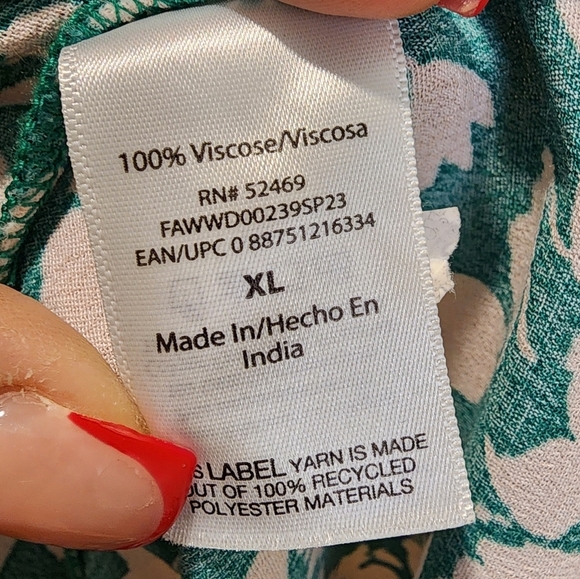 100% Viscose/Viscosa
RN# 52469
FAWWD00239SP23
EAN/UPC 0 88751216334
XL
Made In/Hecho En
India
LABEL YARN IS MADE
OUT OF 100% RECYCLED
POLYESTER MATERIALS